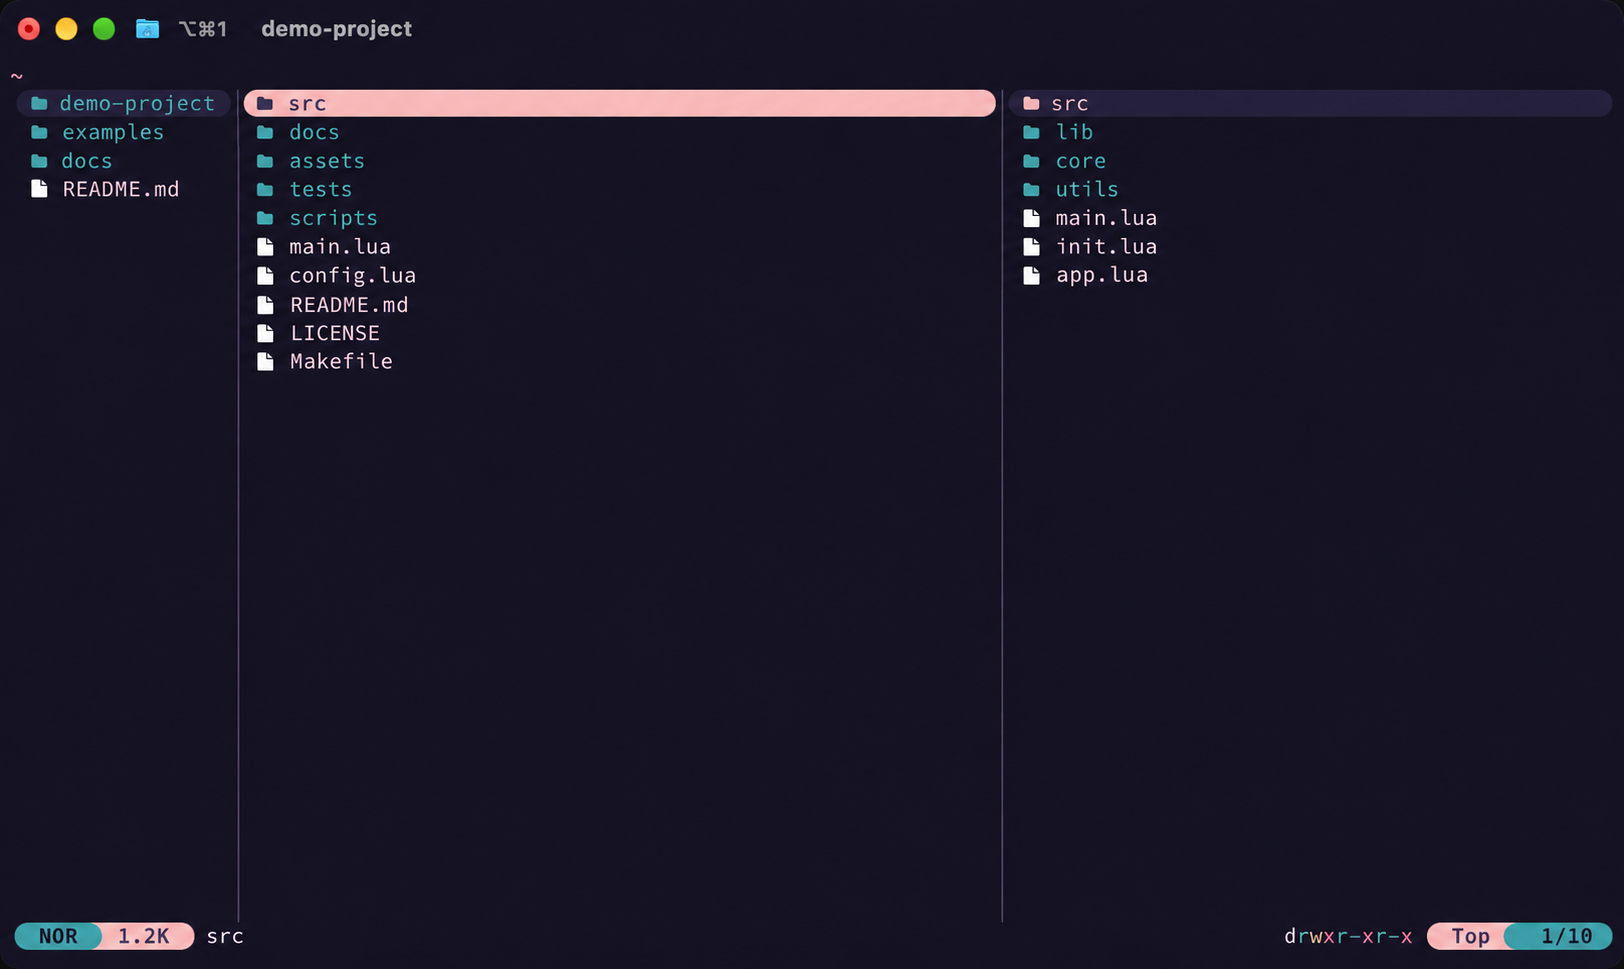 ⌥⌘1 demo-project
~
demo-project
examples
docs
README.md
src
docs
assets
tests
scripts
main.lua
config.lua
README.md
LICENSE
Makefile
src
lib
core
utils
main.lua
init.lua
app.lua
NOR 1.2K src drwxr-xr-x Top 1/10